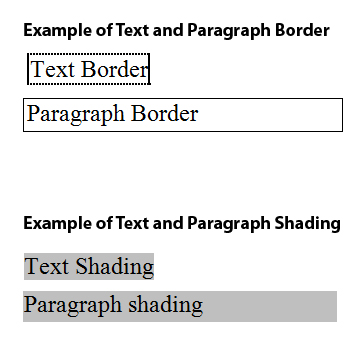 Example of Text and Paragraph Border
Text Border
Paragraph Border
Example of Text and Paragraph Shading
Text Shading
Paragraph shading